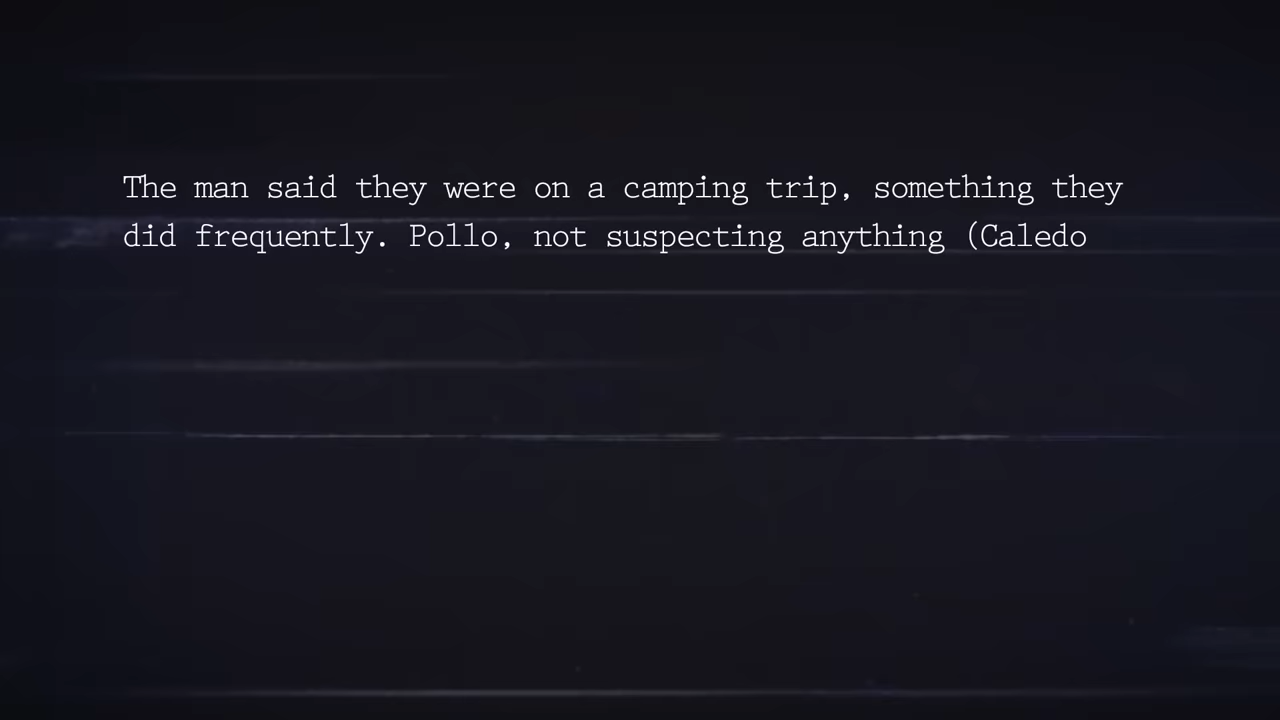 The man said they were on a camping trip, something they
did frequently. Pollo, not suspecting anything (Caledo